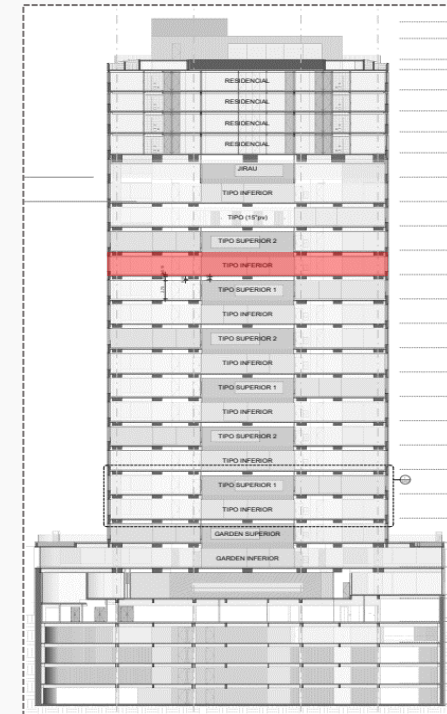 RESIDENCIAL
RESIDENCIAL
RESIDENCIAL
RESIDENCIAL
JIRAU
TIPO INFERIOR
TIPO (15°pv)
TIPO SUPERIOR 2
TIPO INFERIOR
TIPO SUPERIOR 1
TIPO INFERIOR
TIPO SUPERIOR 2
TIPO INFERIOR
TIPO SUPERIOR 1
TIPO INFERIOR
TIPO SUPERIOR 2
TIPO INFERIOR
TIPO SUPERIOR 1
TIPO INFERIOR
GARDEN SUPERIOR
GARDEN INFERIOR